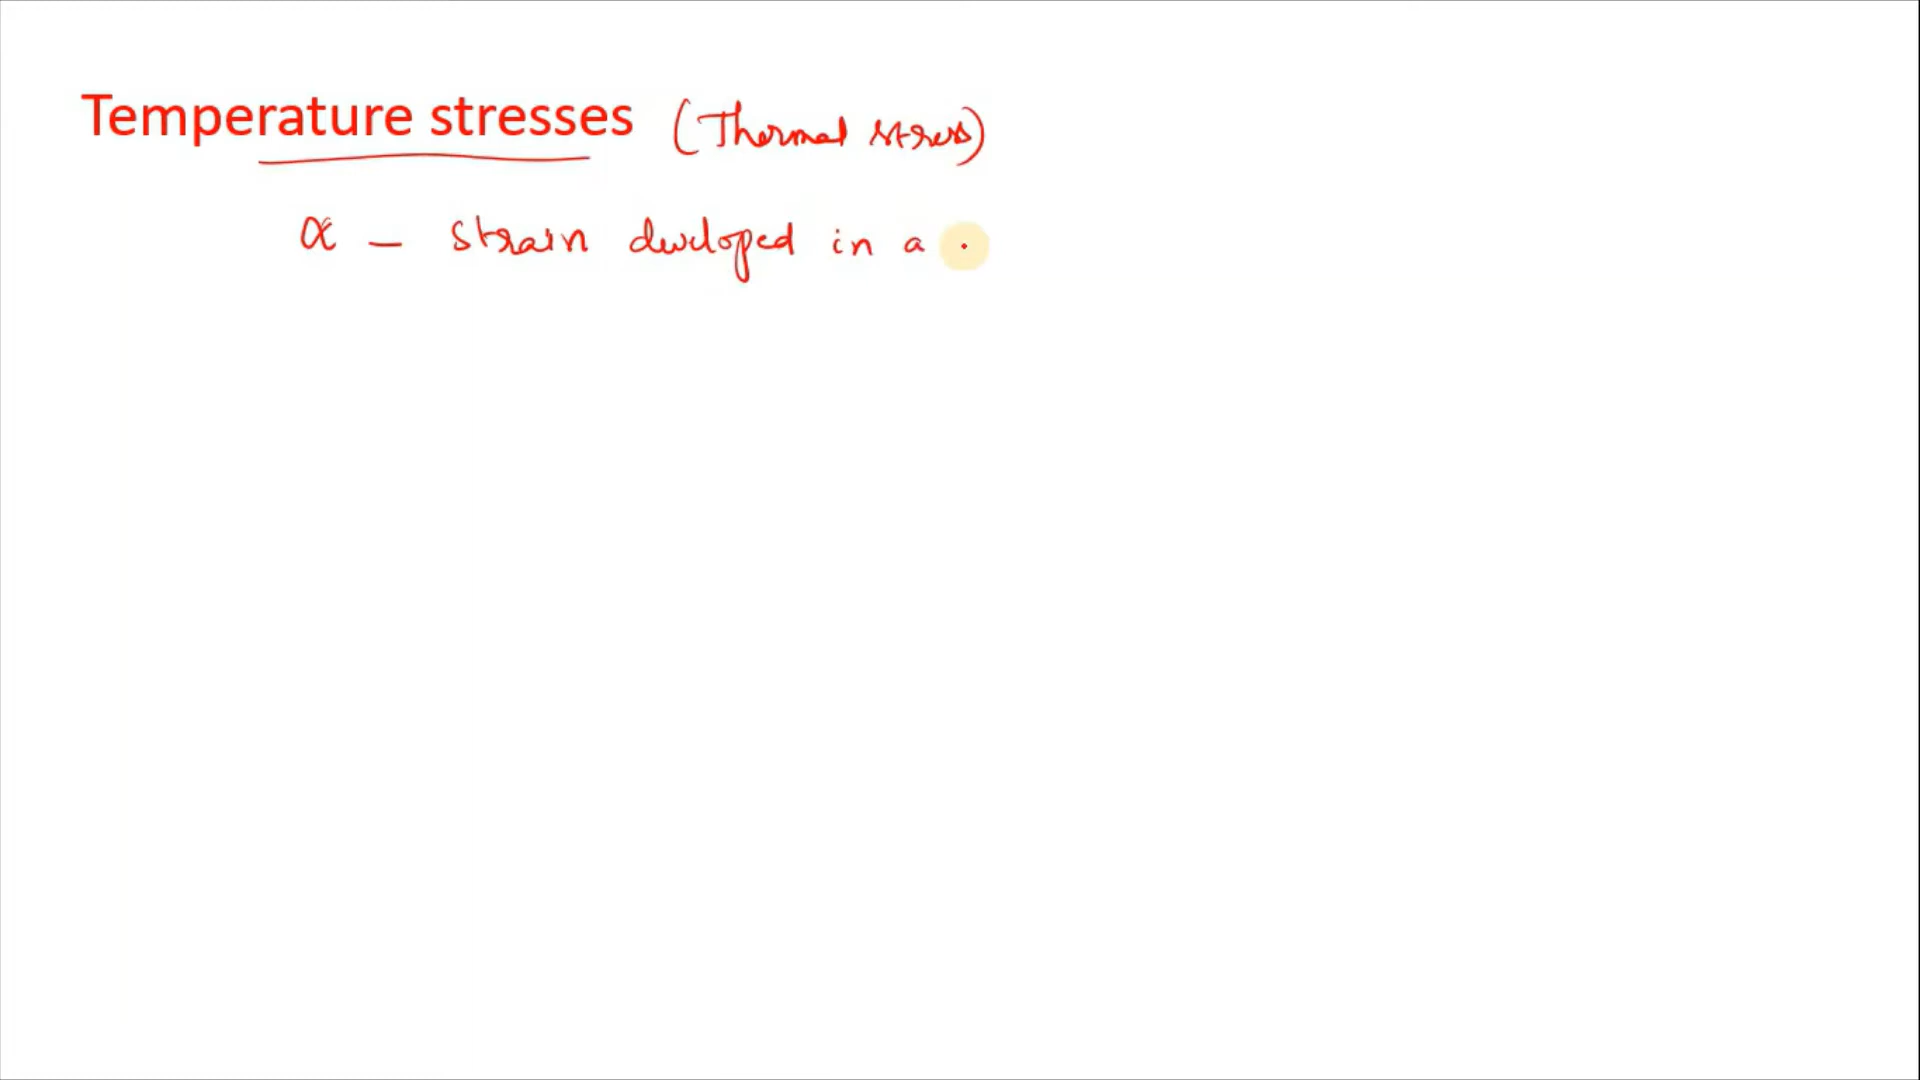 Temperature stresses (Thermal stress)
α – strain developed in a